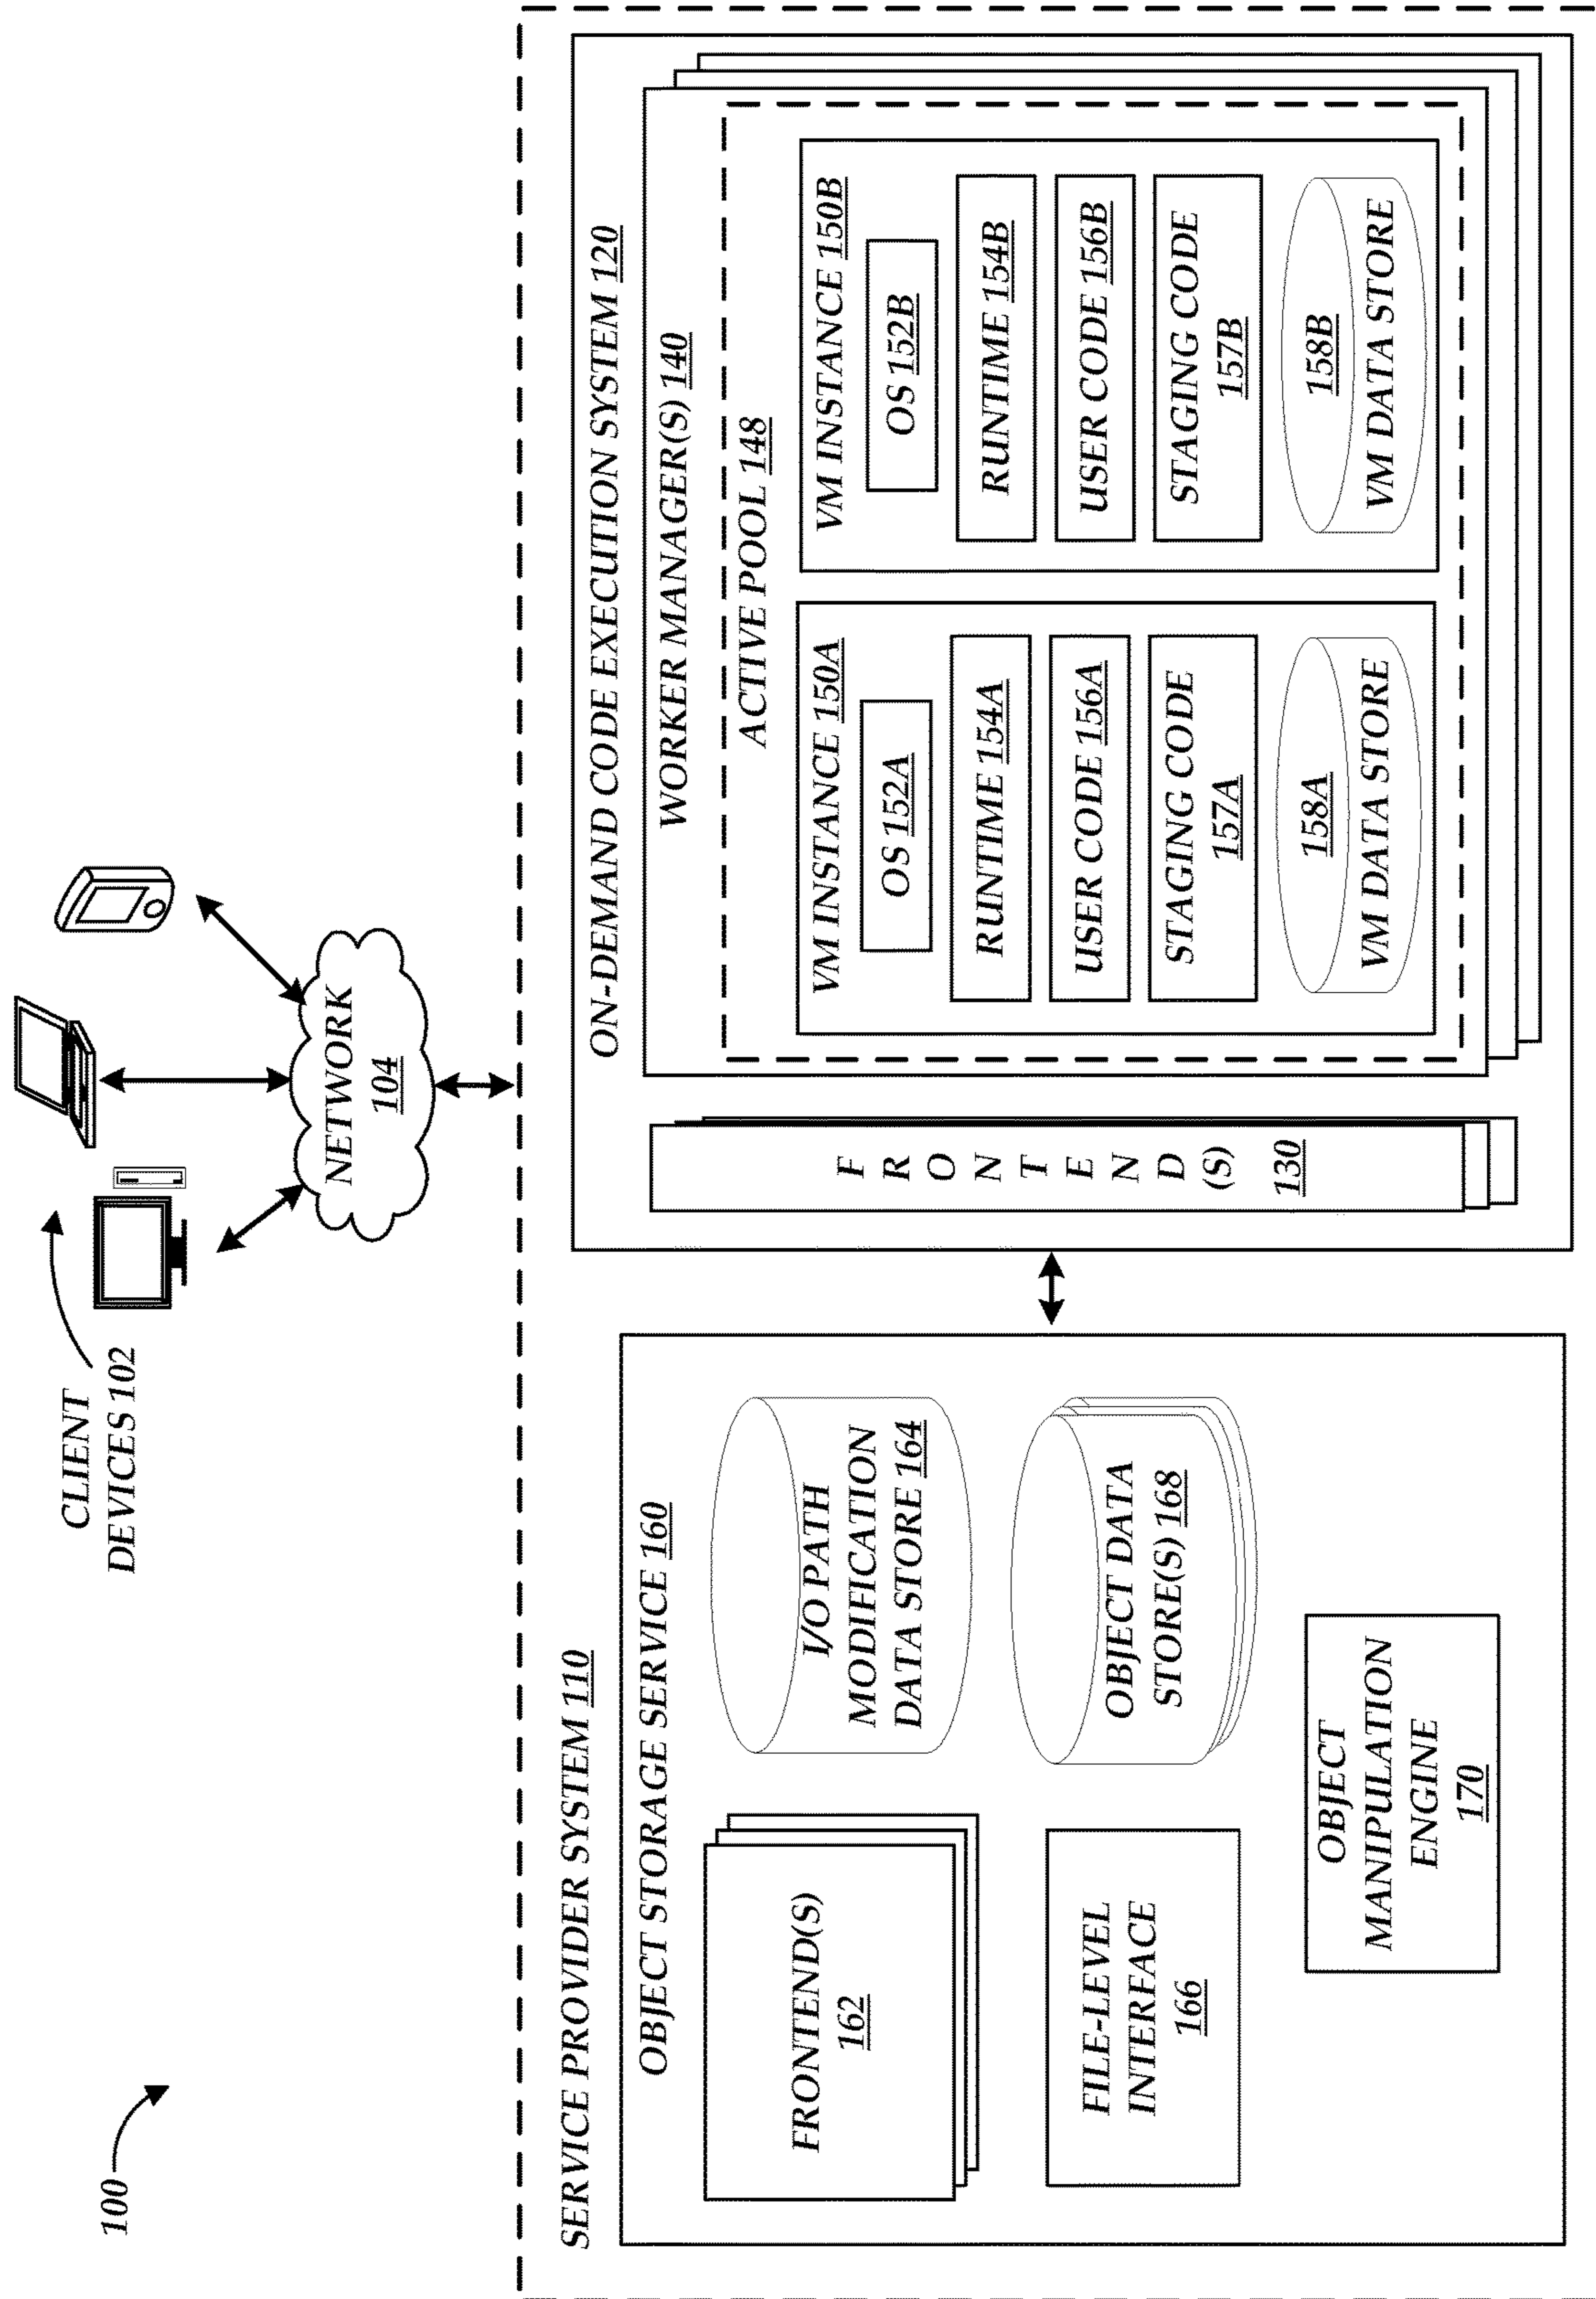 100
CLIENT
DEVICES 102
NETWORK
104
SERVICE PROVIDER SYSTEM 110
OBJECT STORAGE SERVICE 160
FRONTEND(S)
162
I/O PATH
MODIFICATION
DATA STORE 164
FILE-LEVEL
INTERFACE
166
OBJECT DATA
STORE(S) 168
OBJECT
MANIPULATION
ENGINE
170
ON-DEMAND CODE EXECUTION SYSTEM 120
F
R
O
N
T
E
N
D
(S)
130
WORKER MANAGER(S) 140
ACTIVE POOL 148
VM INSTANCE 150A
OS 152A
RUNTIME 154A
USER CODE 156A
STAGING CODE
157A
158A
VM DATA STORE
VM INSTANCE 150B
OS 152B
RUNTIME 154B
USER CODE 156B
STAGING CODE
157B
158B
VM DATA STORE